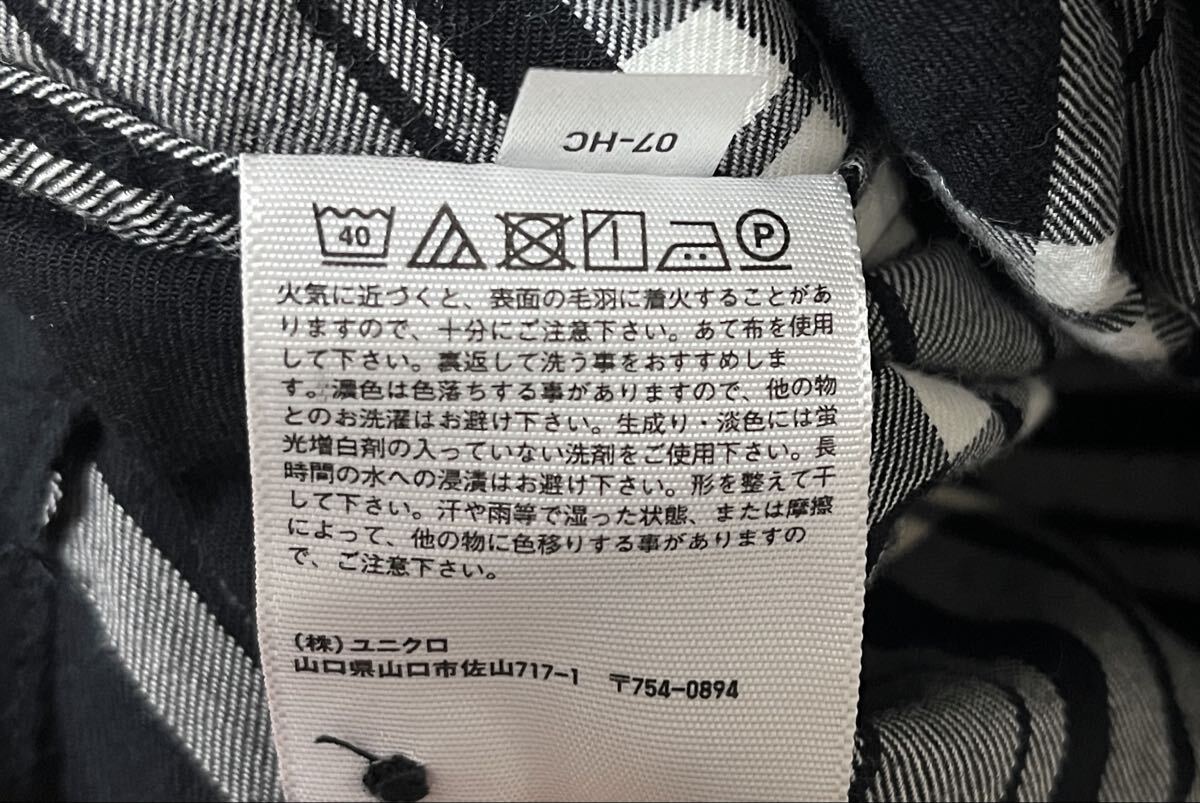 07-HC
40 P
火気に近づくと、表面の毛羽に着火することがあ
りますので、十分にご注意下さい。あて布を使用
して下さい。裏返して洗う事をおすすめしま
す。濃色は色落ちする事がありますので、他の物
とのお洗濯はお避け下さい。生成り・淡色には蛍
光増白剤の入っていない洗剤をご使用下さい。長
時間の水への浸漬はお避け下さい。形を整えて干
して下さい。汗や雨等で湿った状態、または摩擦
によって、他の物に色移りする事がありますの
で、ご注意下さい。
(株)ユニクロ
山口県山口市佐山717-1 〒754-0894